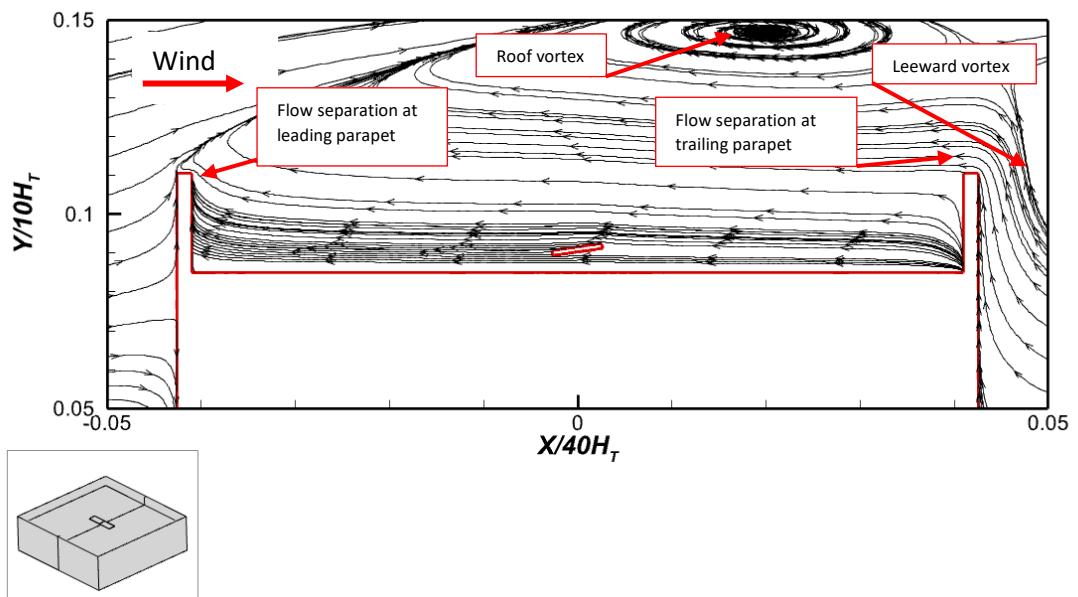 0.15
Wind
Roof vortex
Leeward vortex
Flow separation at
leading parapet
Flow separation at
trailing parapet
Y/10H_T
0.1
0.05
-0.05
0
0.05
X/40H_T